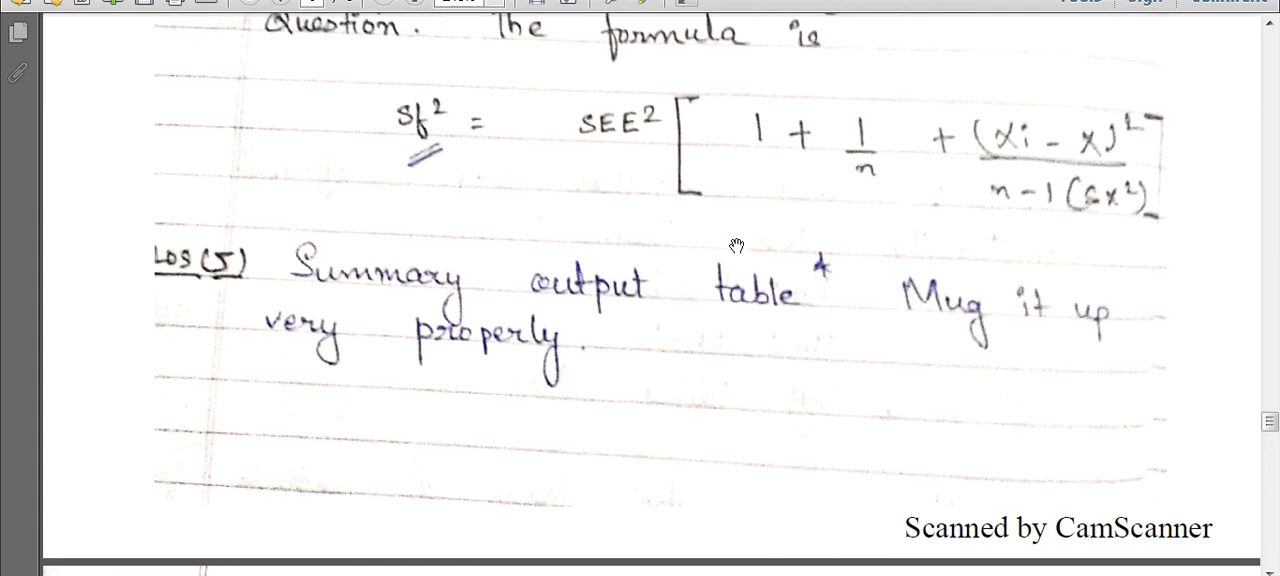 Question. The formula is
Sf² = SEE² [ 1 + 1/n + (xi - x)² / n-1 (sx²) ]
LOS(J) Summary output table * Mug it up
very properly.
Scanned by CamScanner